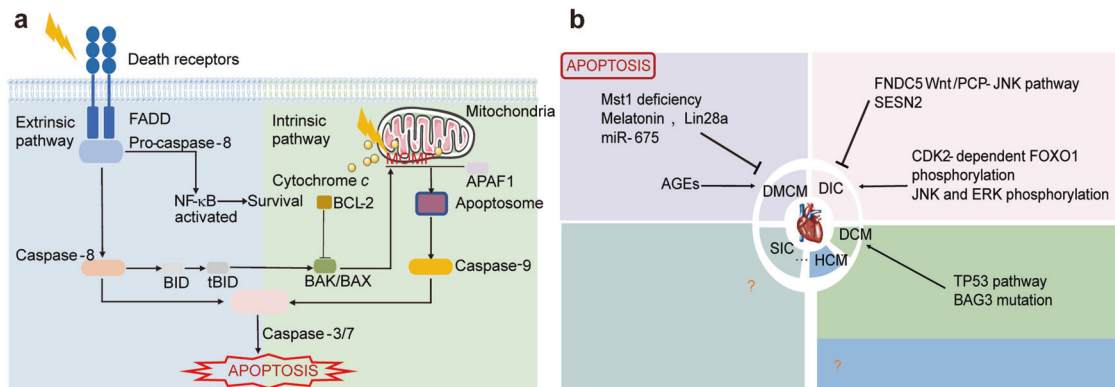 a
Death receptors
Extrinsic
pathway
FADD
Pro-caspase-8
Intrinsic
pathway
Mitochondria
MOMP
Cytochrome c
APAF1
NF-κB
activated
Survival
BCL-2
Apoptosome
Caspase-8
BID
tBID
BAK/BAX
Caspase-9
Caspase-3/7
APOPTOSIS
b
APOPTOSIS
Mst1 deficiency
Melatonin , Lin28a
miR-675
AGEs
FNDC5 Wnt/PCP-JNK pathway
SESN2
CDK2-dependent FOXO1
phosphorylation
JNK and ERK phosphorylation
DMCM
DIC
SIC
DCM
HCM
...
TP53 pathway
BAG3 mutation
?
?